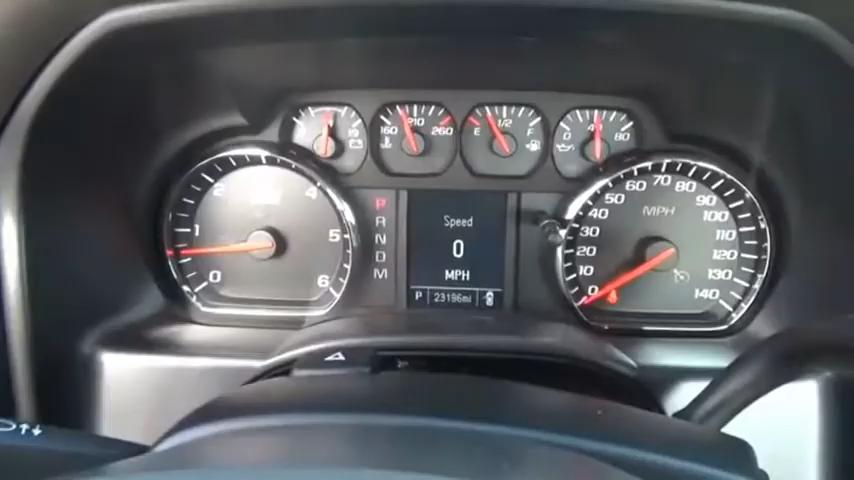 19
160 210 260
E 1/2 F
0 40 80
0 1 2 4 5 6
P
R
N
D
M
Speed
0
MPH
P 23196mi
MPH
0 10 20 30 40 50 60 70 80 90 100 110 120 130 140